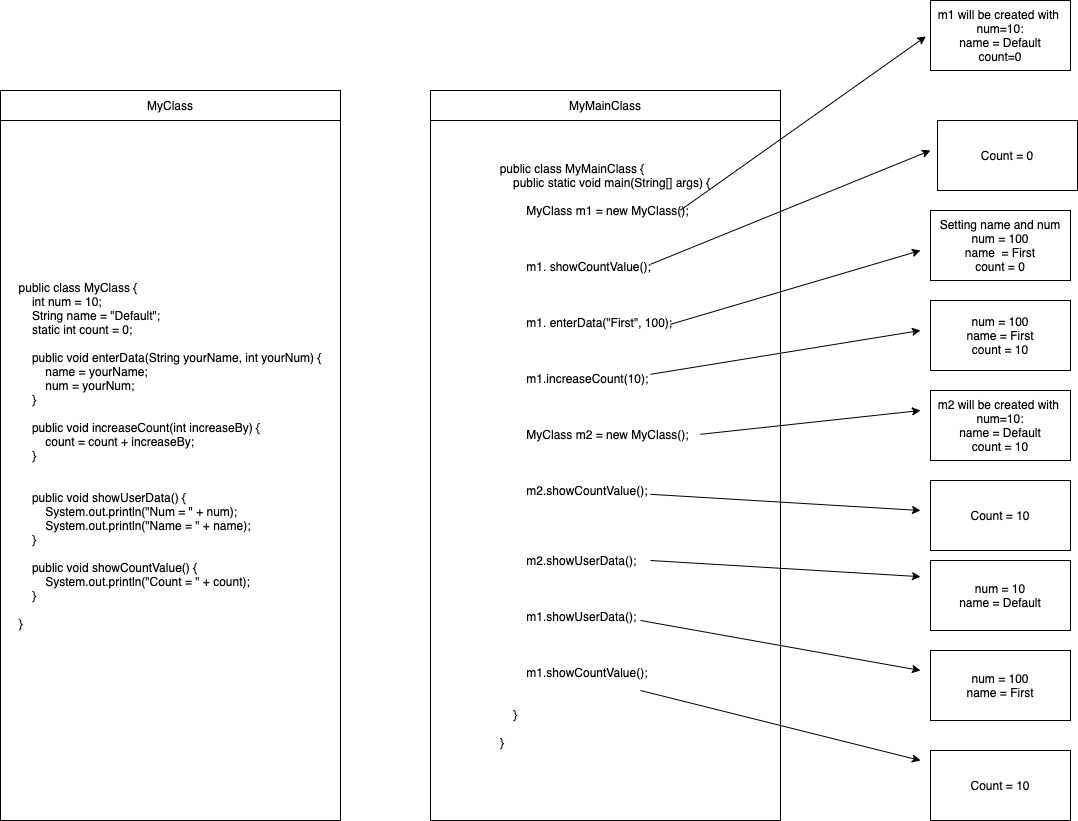 MyClass
public class MyClass {
int num = 10;
String name = "Default";
static int count = 0;
public void enterData(String yourName, int yourNum) {
name = yourName;
num = yourNum;
}
public void increaseCount(int increaseBy) {
count = count + increaseBy;
}
public void showUserData() {
System.out.println("Num = " + num);
System.out.println("Name = " + name);
}
public void showCountValue() {
System.out.println("Count = " + count);
}
}
MyMainClass
public class MyMainClass {
public static void main(String[] args) {
MyClass m1 = new MyClass();
m1. showCountValue();
m1. enterData("First", 100);
m1.increaseCount(10);
MyClass m2 = new MyClass();
m2.showCountValue();
m2.showUserData();
m1.showUserData();
m1.showCountValue();
}
}
m1 will be created with
num=10:
name = Default
count=0
Count = 0
Setting name and num
num = 100
name  = First
count = 0
num = 100
name = First
count = 10
m2 will be created with
num=10:
name = Default
count = 10
Count = 10
num = 10
name = Default
num = 100
name = First
Count = 10